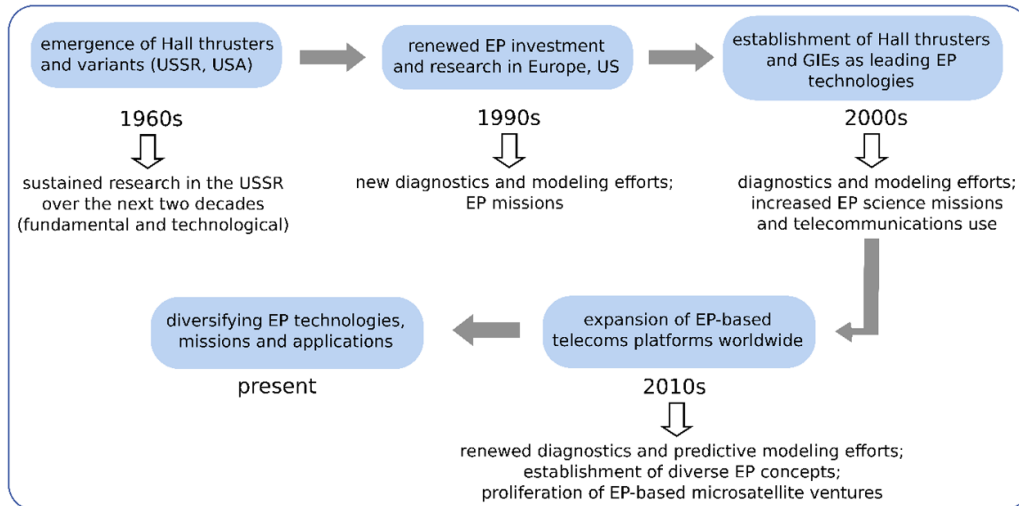 emergence of Hall thrusters
and variants (USSR, USA)
1960s
sustained research in the USSR
over the next two decades
(fundamental and technological)
renewed EP investment
and research in Europe, US
1990s
new diagnostics and modeling efforts;
EP missions
establishment of Hall thrusters
and GIEs as leading EP
technologies
2000s
diagnostics and modeling efforts;
increased EP science missions
and telecommunications use
expansion of EP-based
telecoms platforms worldwide
2010s
renewed diagnostics and predictive modeling efforts;
establishment of diverse EP concepts;
proliferation of EP-based microsatellite ventures
diversifying EP technologies,
missions and applications
present